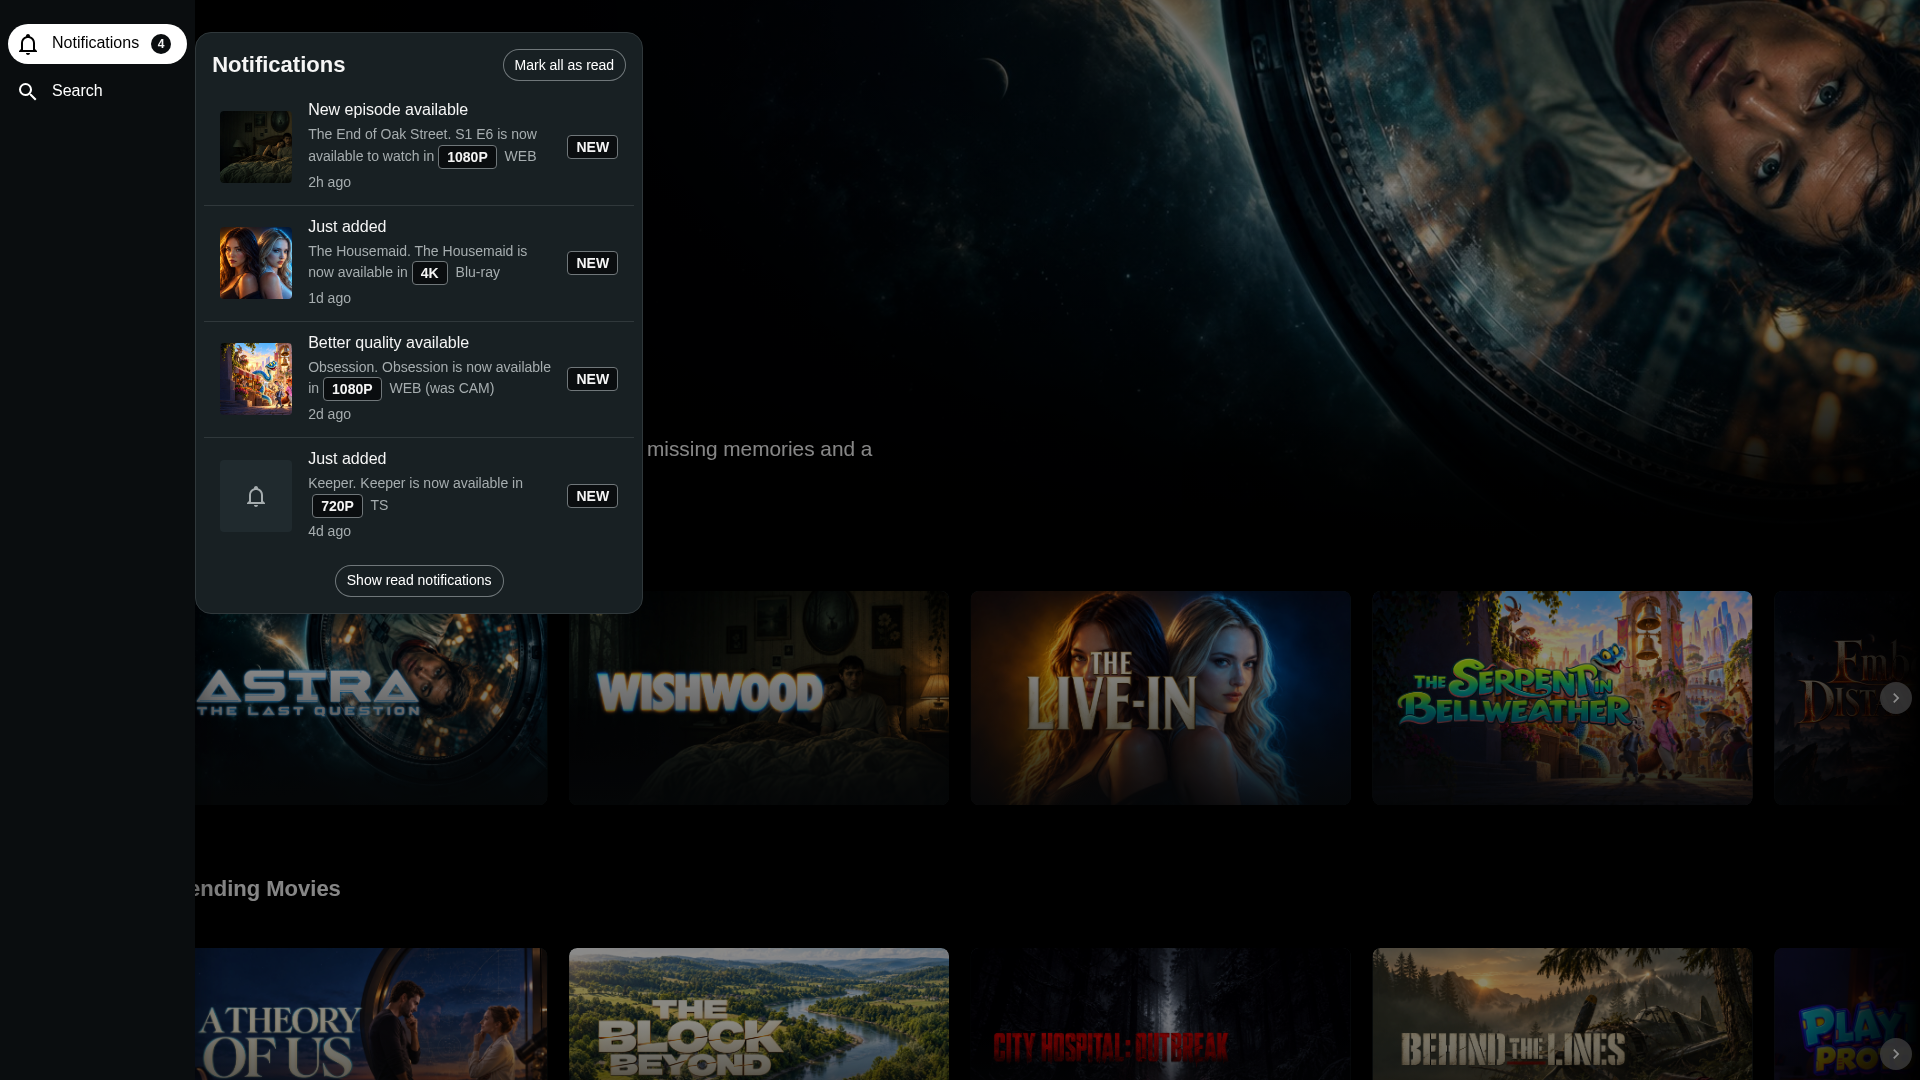 Notifications 4
Search
Notifications
Mark all as read
New episode available
The End of Oak Street. S1 E6 is now
available to watch in 1080P WEB
2h ago
NEW
Just added
The Housemaid. The Housemaid is
now available in 4K Blu-ray
1d ago
NEW
Better quality available
Obsession. Obsession is now available
in 1080P WEB (was CAM)
2d ago
NEW
Just added
Keeper. Keeper is now available in
720P TS
4d ago
NEW
Show read notifications
missing memories and a
ASTRA
THE LAST QUESTION
WISHWOOD
THE
LIVE-IN
THE SERPENT IN
BELLWEATHER
ending Movies
A THEORY
OF US
THE
BLOCK
BEYOND
CITY HOSPITAL: OUTBREAK
BEHIND THE LINES